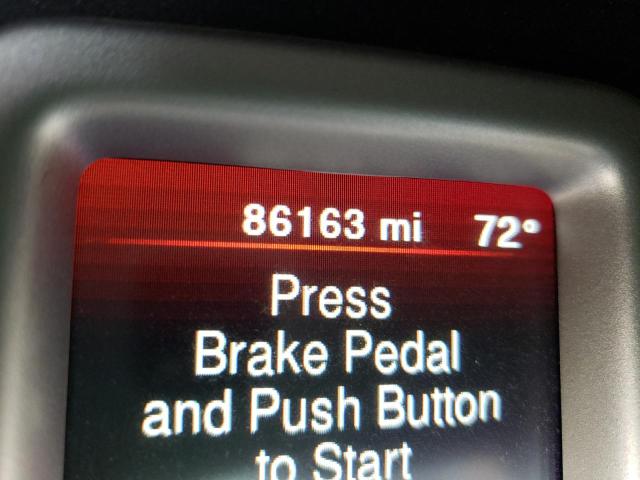 86163 mi 72°
Press
Brake Pedal
and Push Button
to Start